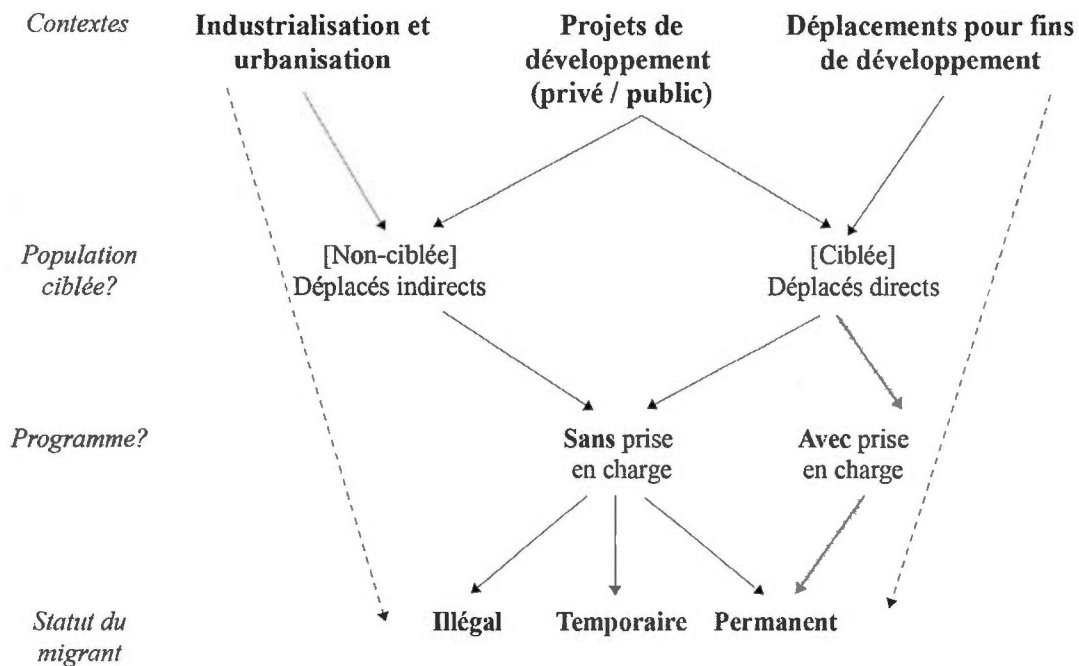 Contextes
Industrialisation et
urbanisation
Projets de
développement
(privé / public)
Déplacements pour fins
de développement
Population
ciblée?
[Non-ciblée]
Déplacés indirects
[Ciblée]
Déplacés directs
Programme?
Sans prise
en charge
Avec prise
en charge
Statut du
migrant
Illégal
Temporaire
Permanent